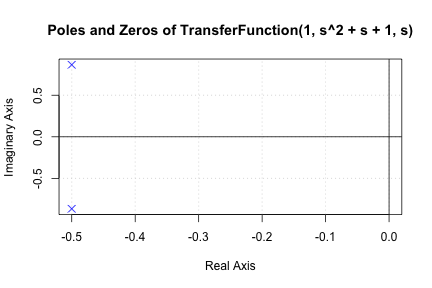 Poles and Zeros of TransferFunction(1, s^2 + s + 1, s)
Imaginary Axis
0.5
0.0
-0.5
-0.5 -0.4 -0.3 -0.2 -0.1 0.0
Real Axis